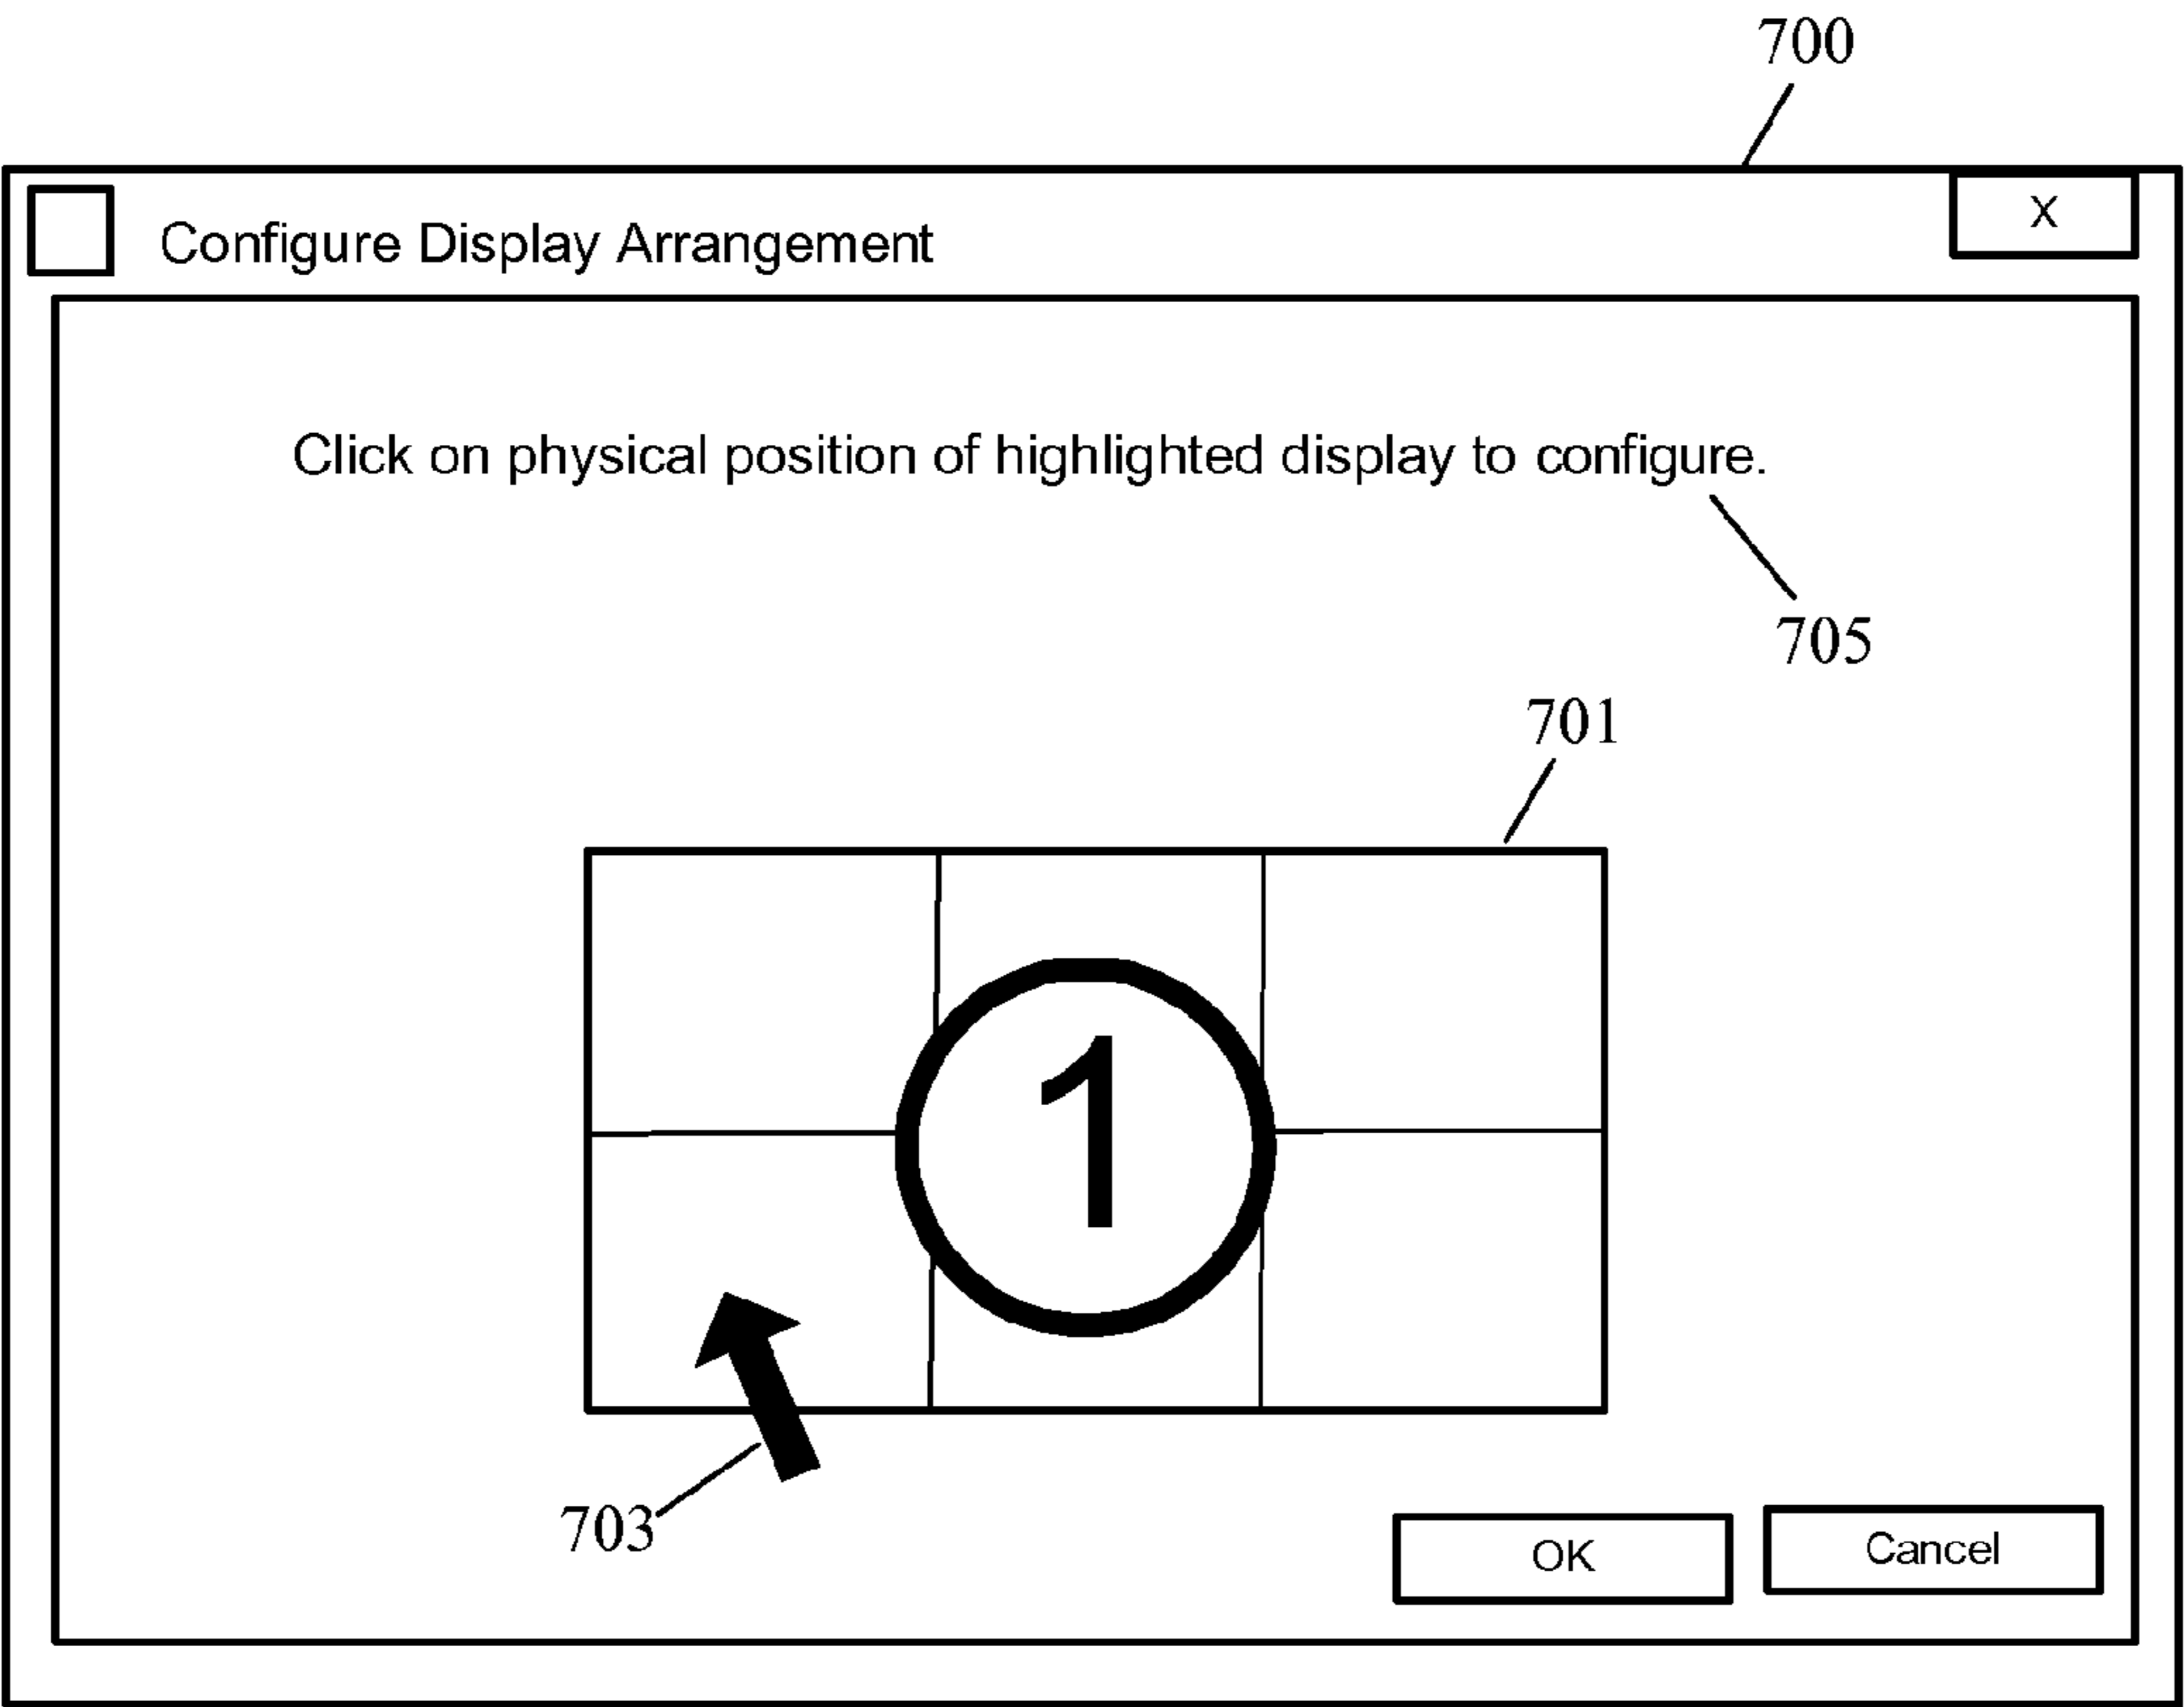 700
X
Configure Display Arrangement
Click on physical position of highlighted display to configure.
705
701
1
703
OK
Cancel